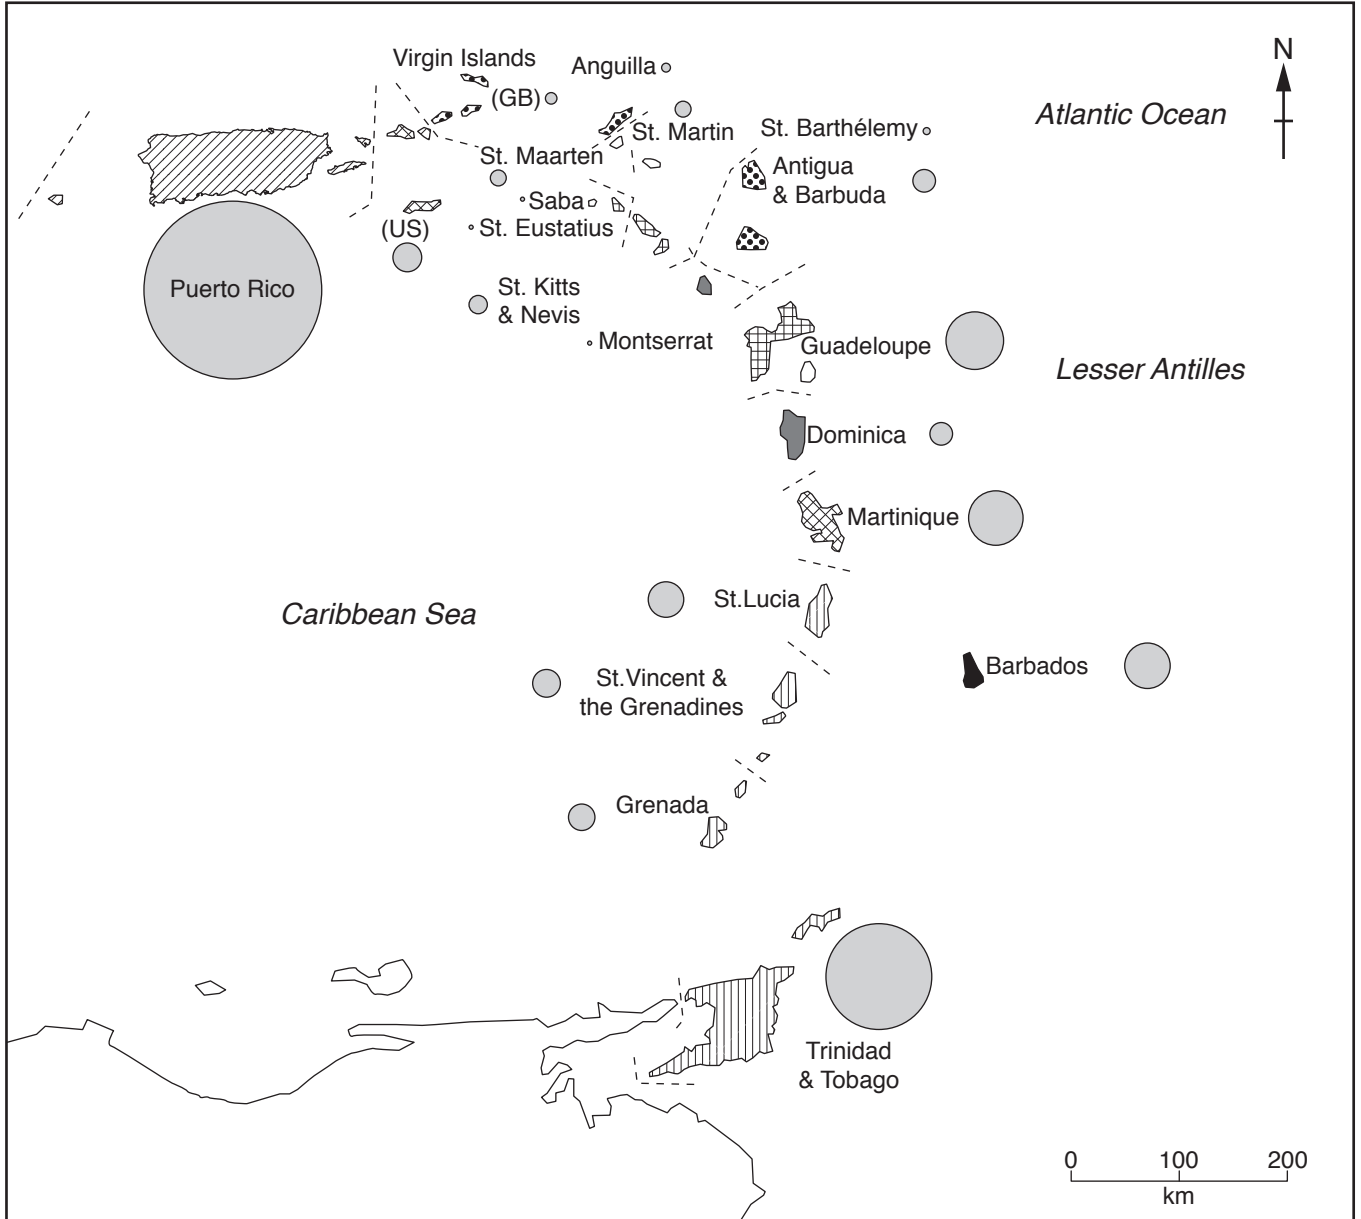 Virgin Islands
Anguilla
N
(GB)
Atlantic Ocean
St. Martin
St. Barthélemy
St. Maarten
Antigua
& Barbuda
Saba
(US)
St. Eustatius
Puerto Rico
St. Kitts
& Nevis
Montserrat
Guadeloupe
Lesser Antilles
Dominica
Martinique
St.Lucia
Caribbean Sea
Barbados
St.Vincent &
the Grenadines
Grenada
Trinidad
& Tobago
0 100 200
km